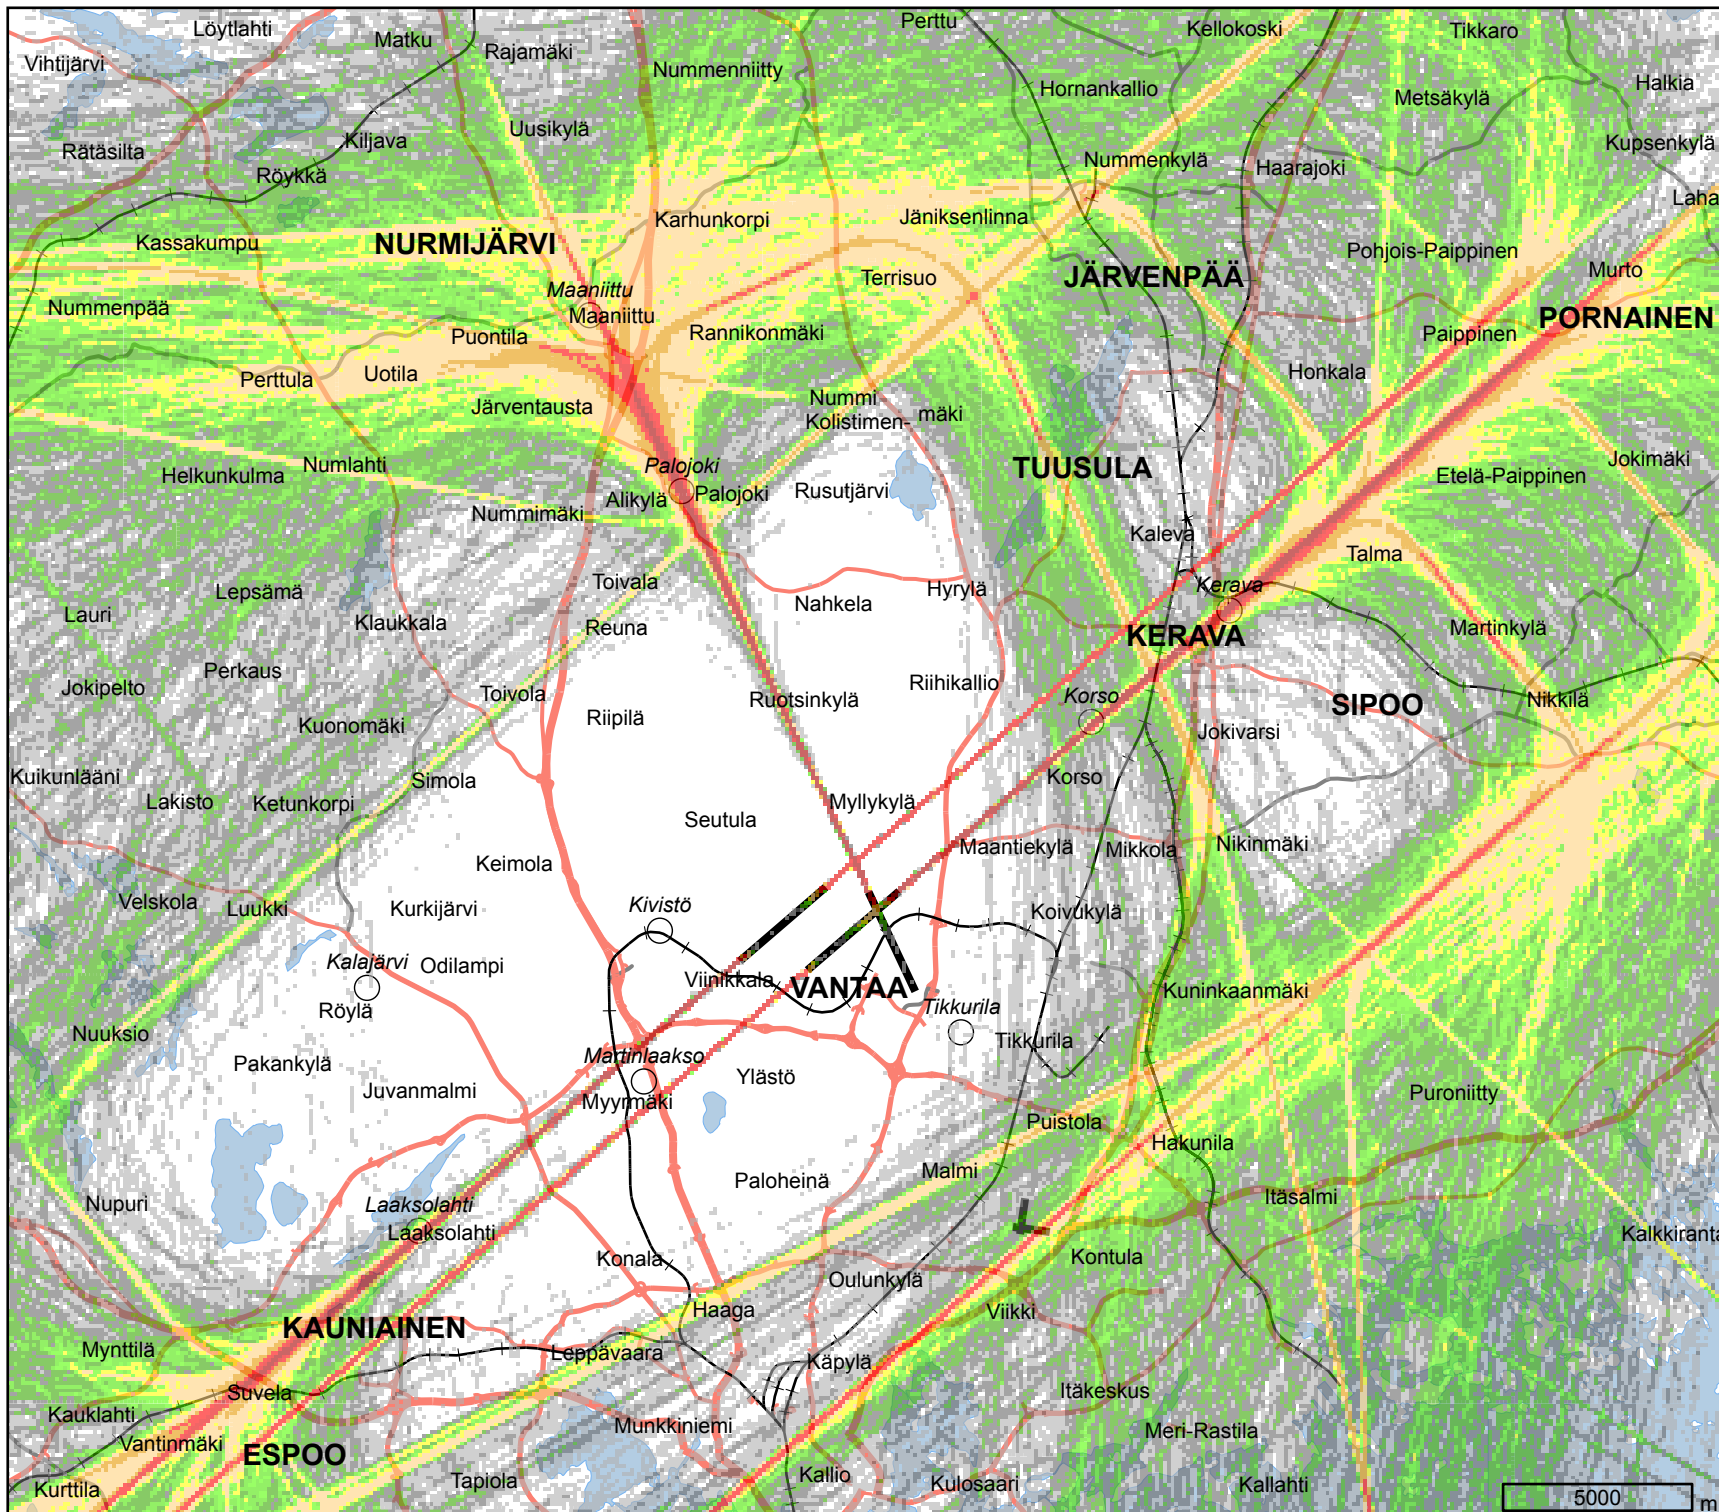 Löytlahti
Matku
Rajamäki
Perttu
Kellokoski
Tikkaro
Vihtijärvi
Nummenniitty
Hornankallio
Metsäkylä
Halkia
Uusikylä
Kiljava
Rätäsilta
Röykkä
Nummenkylä
Haarajoki
Kupsenkylä
Laha
Kassakumpu
NURMIJÄRVI
Karhunkorpi
Jäniksenlinna
Pohjois-Paippinen
Terrisuo
JÄRVENPÄÄ
Murto
Maaniittu
Maaniittu
Nummenpää
Puontila
Rannikonmäki
Paippinen
PORNAINEN
Perttula
Uotila
Honkala
Järventausta
Nummi
Kolistimen-
mäki
Helkunkulma
Numlahti
Palojoki
Palojoki
Alikylä
Rusutjärvi
TUUSULA
Etelä-Paippinen
Jokimäki
Nummimäki
Kaleva
Talma
Toivala
Lepsämä
Lauri
Klaukkala
Reuna
Nahkela
Hyrylä
Kerava
KERAVA
Martinkylä
Perkaus
Jokipelto
Toivola
Riipilä
Ruotsinkylä
Riihikallio
Korso
SIPOO
Nikkilä
Kuonomäki
Jokivarsi
Kuikunlääni
Lakisto
Ketunkorpi
Simola
Seutula
Myllykylä
Korso
Keimola
Maantiekylä
Mikkola
Nikinmäki
Velskola
Luukki
Kurkijärvi
Kivistö
Koivukylä
Kalajärvi
Odilampi
Röylä
Viinikkala
VANTAA
Tikkurila
Kuninkaanmäki
Nuuksio
Tikkurila
Pakankylä
Juvanmalmi
Martinlaakso
Myyrmäki
Ylästö
Puroniitty
Puistola
Hakunila
Nupuri
Laaksolahti
Laaksolahti
Paloheinä
Malmi
Itäsalmi
Kalkkiranta
Konala
Oulunkylä
Kontula
Haaga
Viikki
KAUNIAINEN
Mynttilä
Leppävaara
Käpylä
Suvela
Itäkeskus
Kauklahti
Vantinmäki
ESPOO
Munkkiniemi
Meri-Rastila
Kurttila
Tapiola
Kallio
Kulosaari
Kallahti
5000
m